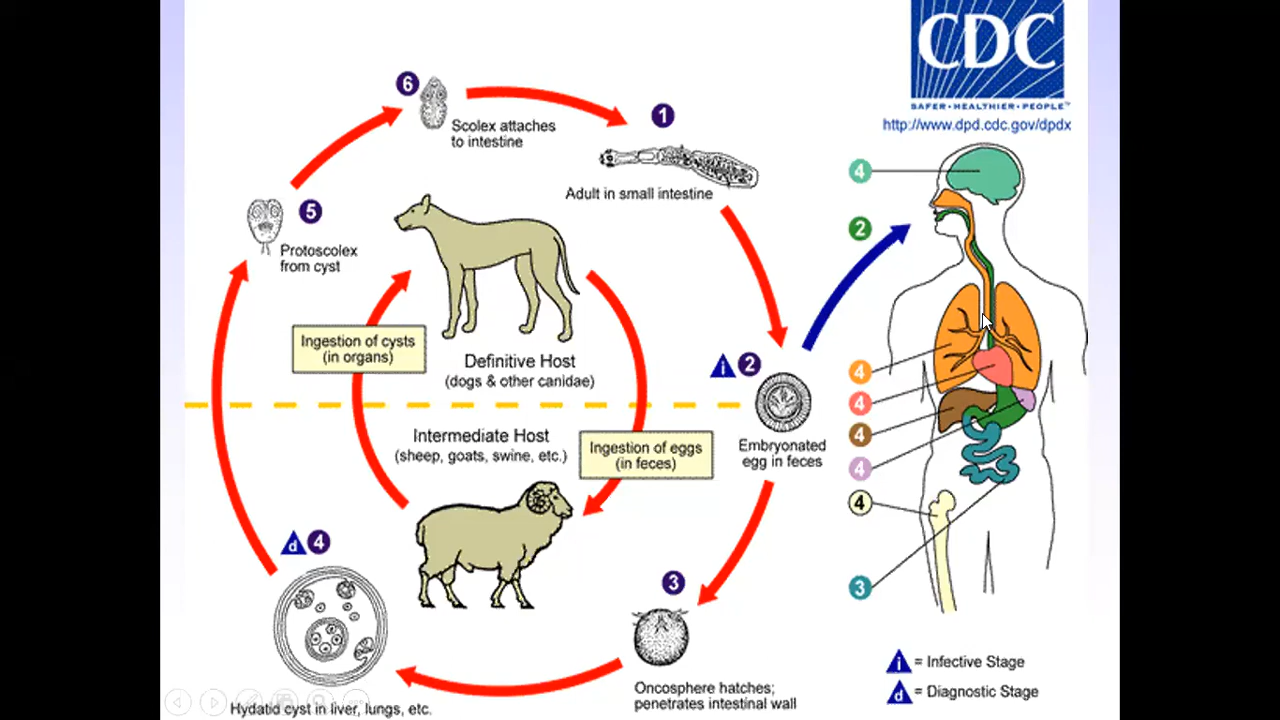 CDC
SAFER • HEALTHIER • PEOPLE™
http://www.dpd.cdc.gov/dpdx
6
Scolex attaches
to intestine
1
Adult in small intestine
5
Protoscolex
from cyst
Ingestion of cysts
(in organs)
Definitive Host
(dogs & other canidae)
i 2
Embryonated
egg in feces
Intermediate Host
(sheep, goats, swine, etc.)
Ingestion of eggs
(in feces)
d 4
Hydatid cyst in liver, lungs, etc.
3
Oncosphere hatches;
penetrates intestinal wall
4
2
4
4
4
4
4
3
i = Infective Stage
d = Diagnostic Stage